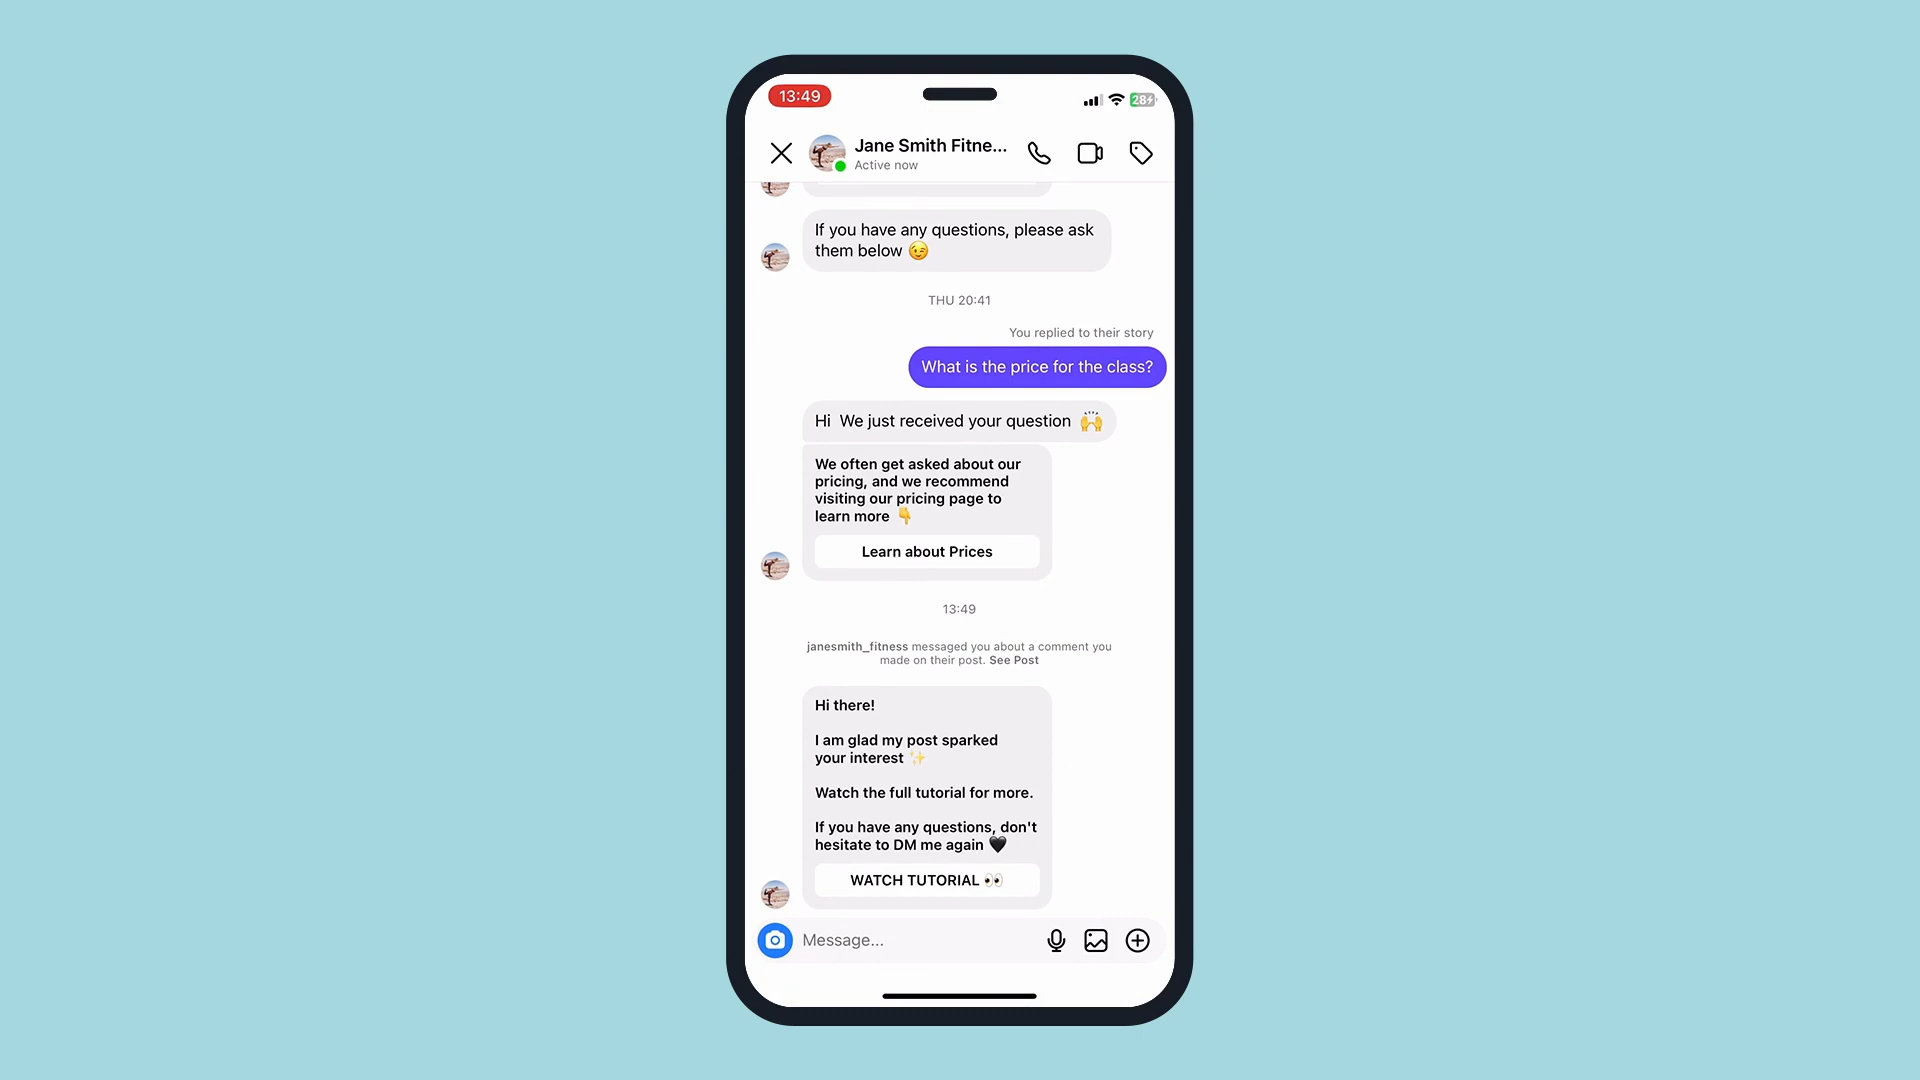 13:49
28
Jane Smith Fitne...
Active now
If you have any questions, please ask
them below 😉
THU 20:41
You replied to their story
What is the price for the class?
Hi  We just received your question 🙌
We often get asked about our
pricing, and we recommend
visiting our pricing page to
learn more 👇
Learn about Prices
13:49
janesmith_fitness messaged you about a comment you
made on their post. See Post
Hi there!
I am glad my post sparked
your interest ✨
Watch the full tutorial for more.
If you have any questions, don't
hesitate to DM me again 🖤
WATCH TUTORIAL 👀
Message...